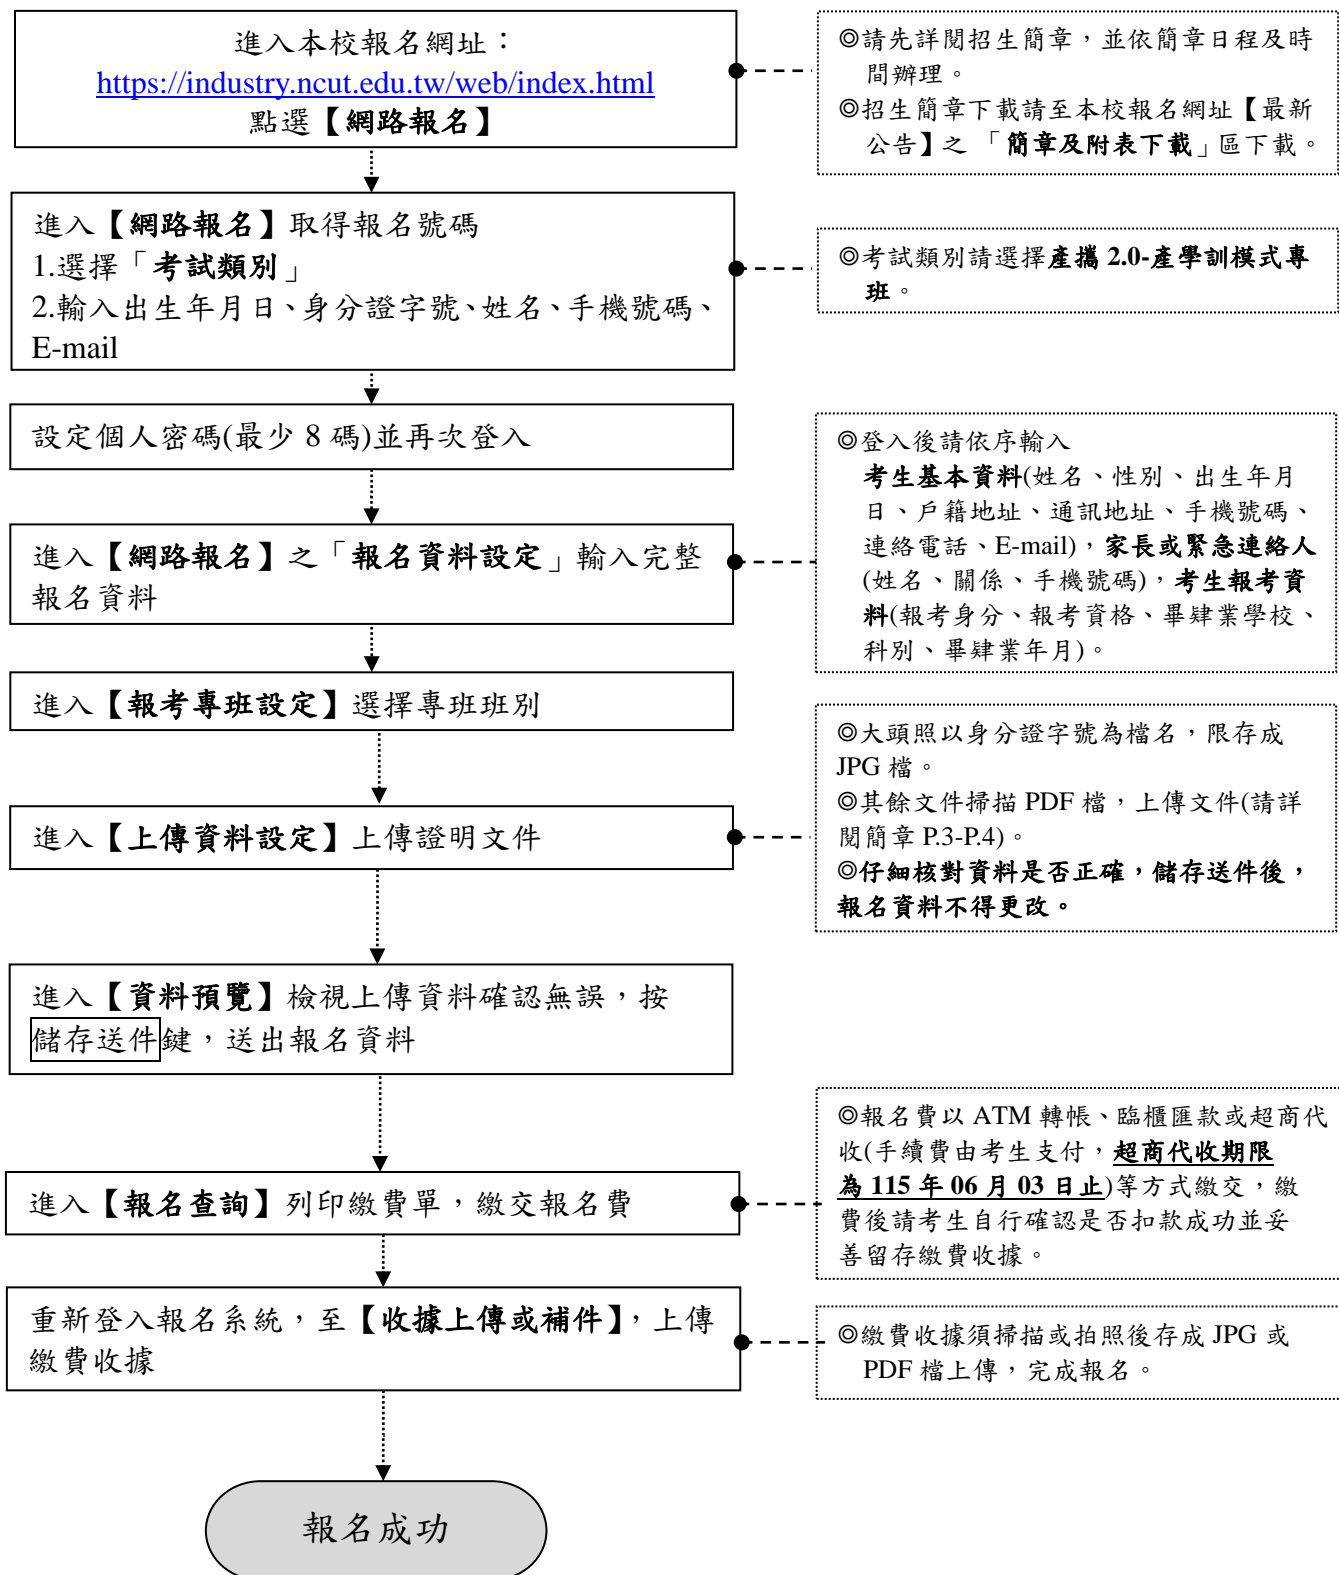 進入本校報名網址：
https://industry.ncut.edu.tw/web/index.html
點選【網路報名】
◎請先詳閱招生簡章，並依簡章日程及時
間辦理。
◎招生簡章下載請至本校報名網址【最新
公告】之 「簡章及附表下載」區下載。
進入【網路報名】取得報名號碼
1.選擇「考試類別」
2.輸入出生年月日、身分證字號、姓名、手機號碼、
E-mail
◎考試類別請選擇產攜 2.0-產學訓模式專
班。
設定個人密碼(最少 8 碼)並再次登入
進入【網路報名】之「報名資料設定」輸入完整
報名資料
◎登入後請依序輸入
考生基本資料(姓名、性別、出生年月
日、戶籍地址、通訊地址、手機號碼、
連絡電話、E-mail)，家長或緊急連絡人
(姓名、關係、手機號碼)，考生報考資
料(報考身分、報考資格、畢肄業學校、
科別、畢肄業年月)。
進入【報考專班設定】選擇專班班別
進入【上傳資料設定】上傳證明文件
◎大頭照以身分證字號為檔名，限存成
JPG 檔。
◎其餘文件掃描 PDF 檔，上傳文件(請詳
閱簡章 P.3-P.4)。
◎仔細核對資料是否正確，儲存送件後，
報名資料不得更改。
進入【資料預覽】檢視上傳資料確認無誤，按
儲存送件鍵，送出報名資料
進入【報名查詢】列印繳費單，繳交報名費
◎報名費以 ATM 轉帳、臨櫃匯款或超商代
收(手續費由考生支付，超商代收期限
為 115 年 06 月 03 日止)等方式繳交，繳
費後請考生自行確認是否扣款成功並妥
善留存繳費收據。
重新登入報名系統，至【收據上傳或補件】，上傳
繳費收據
◎繳費收據須掃描或拍照後存成 JPG 或
PDF 檔上傳，完成報名。
報名成功